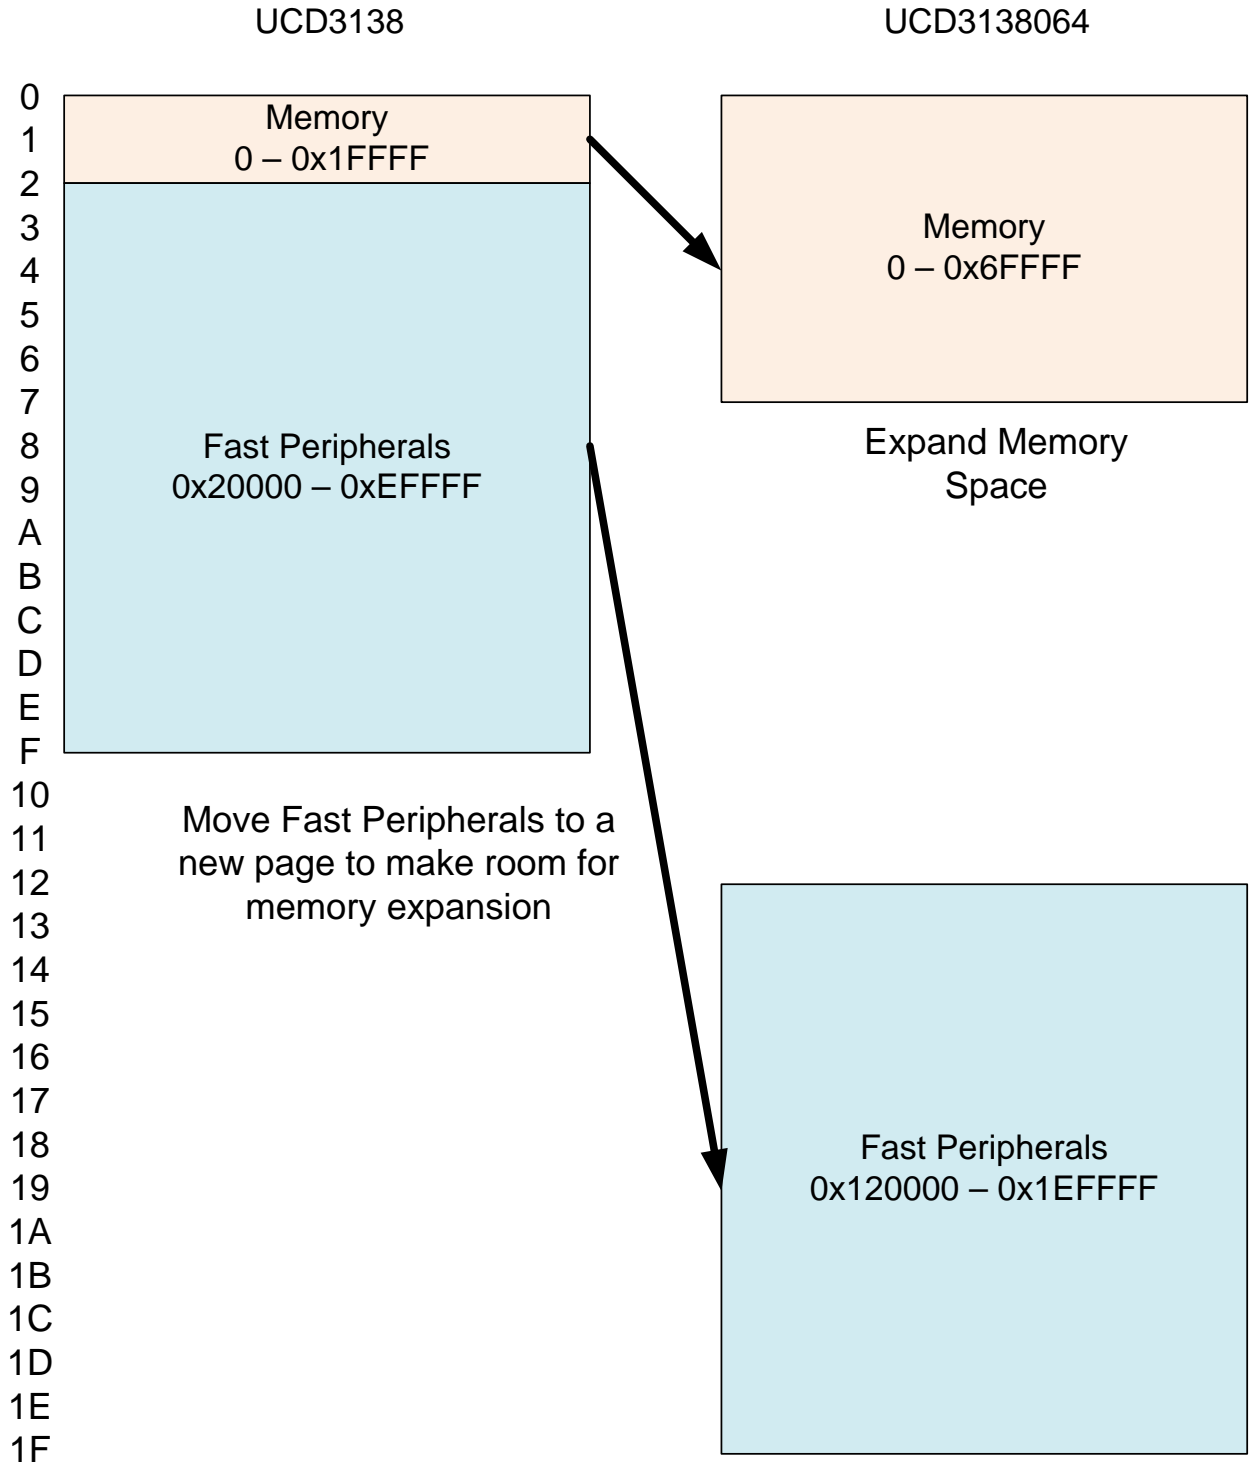 UCD3138
UCD3138064
0
1
2
3
4
5
6
7
8
9
A
B
C
D
E
F
10
11
12
13
14
15
16
17
18
19
1A
1B
1C
1D
1E
1F
Memory
0 – 0x1FFFF
Fast Peripherals
0x20000 – 0xEFFFF
Move Fast Peripherals to a
new page to make room for
memory expansion
Memory
0 – 0x6FFFF
Expand Memory
Space
Fast Peripherals
0x120000 – 0x1EFFFF